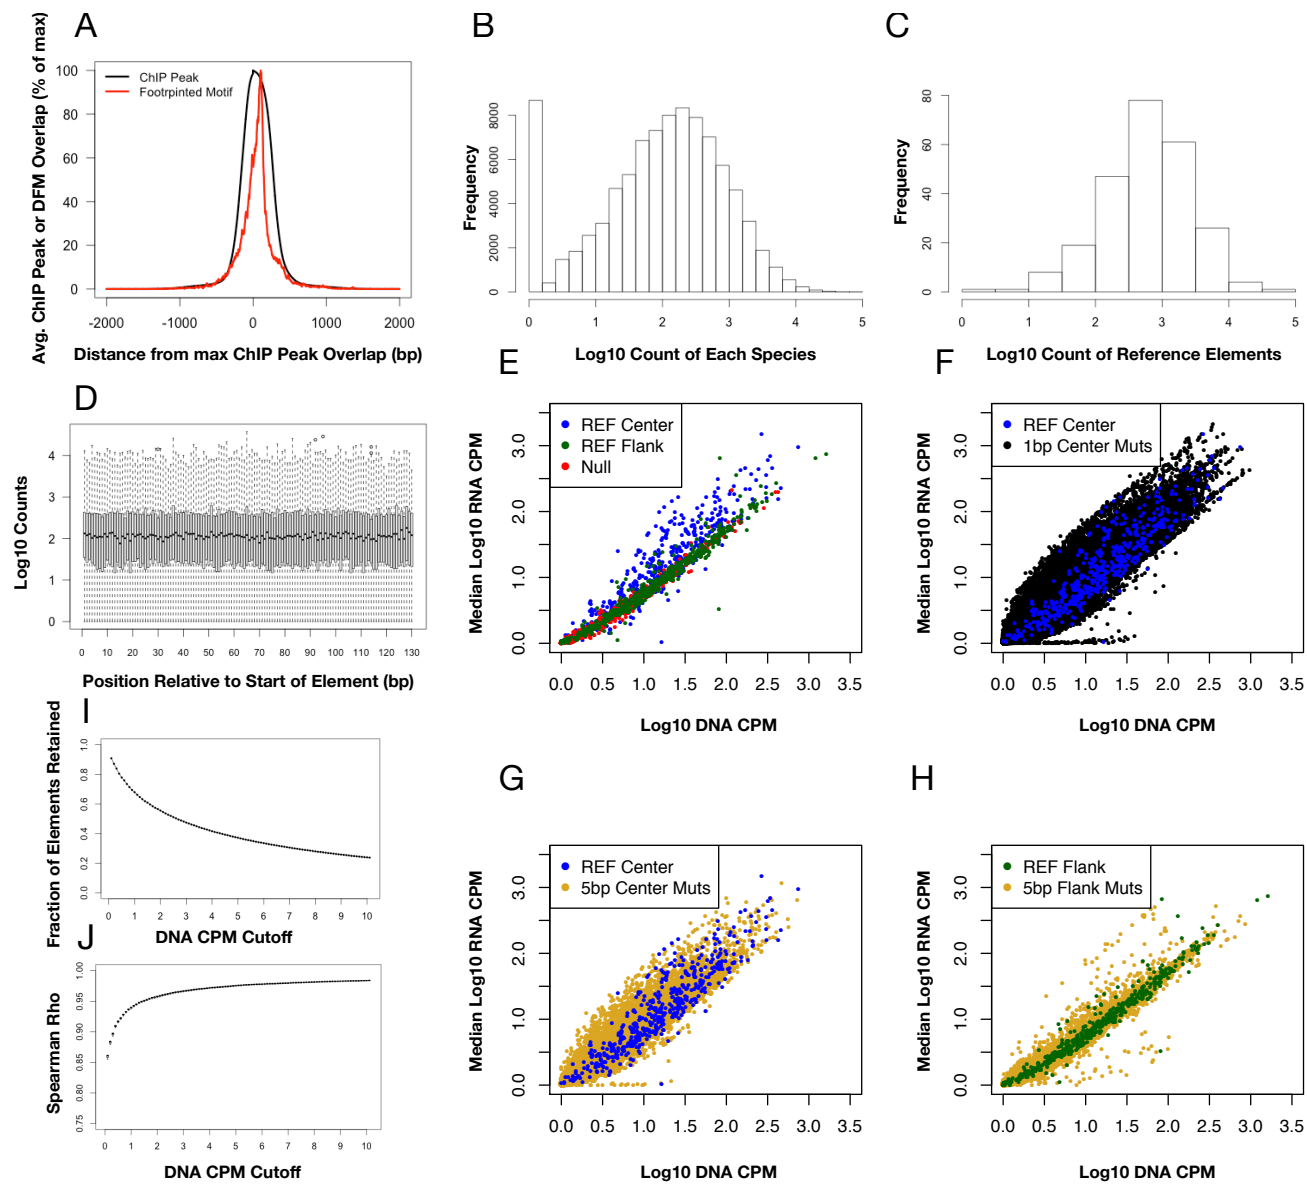 A
Avg. ChIP Peak or DFM Overlap (% of max)
ChIP Peak
Footrpinted Motif
100
80
60
40
20
0
-2000 -1000 0 1000 2000
Distance from max ChIP Peak Overlap (bp)
B
Frequency
8000
6000
4000
2000
0
0 1 2 3 4 5
Log10 Count of Each Species
C
Frequency
80
60
40
20
0
0 1 2 3 4 5
Log10 Count of Reference Elements
D
Log10 Counts
4
3
2
1
0
0 10 20 30 40 50 60 70 80 90 100 110 120 130
Position Relative to Start of Element (bp)
E
Median Log10 RNA CPM
REF Center
REF Flank
Null
3.0
2.0
1.0
0.0
0.0 0.5 1.0 1.5 2.0 2.5 3.0 3.5
Log10 DNA CPM
F
Median Log10 RNA CPM
REF Center
1bp Center Muts
3.0
2.0
1.0
0.0
0.0 0.5 1.0 1.5 2.0 2.5 3.0 3.5
Log10 DNA CPM
I
Fraction of Elements Retained
1.0
0.8
0.6
0.4
0.2
0.0
0 1 2 3 4 5 6 7 8 9 10
DNA CPM Cutoff
J
Spearman Rho
1.00
0.95
0.90
0.85
0.80
0.75
0 1 2 3 4 5 6 7 8 9 10
DNA CPM Cutoff
G
Median Log10 RNA CPM
REF Center
5bp Center Muts
3.0
2.0
1.0
0.0
0.0 0.5 1.0 1.5 2.0 2.5 3.0 3.5
Log10 DNA CPM
H
Median Log10 RNA CPM
REF Flank
5bp Flank Muts
3.0
2.0
1.0
0.0
0.0 0.5 1.0 1.5 2.0 2.5 3.0 3.5
Log10 DNA CPM